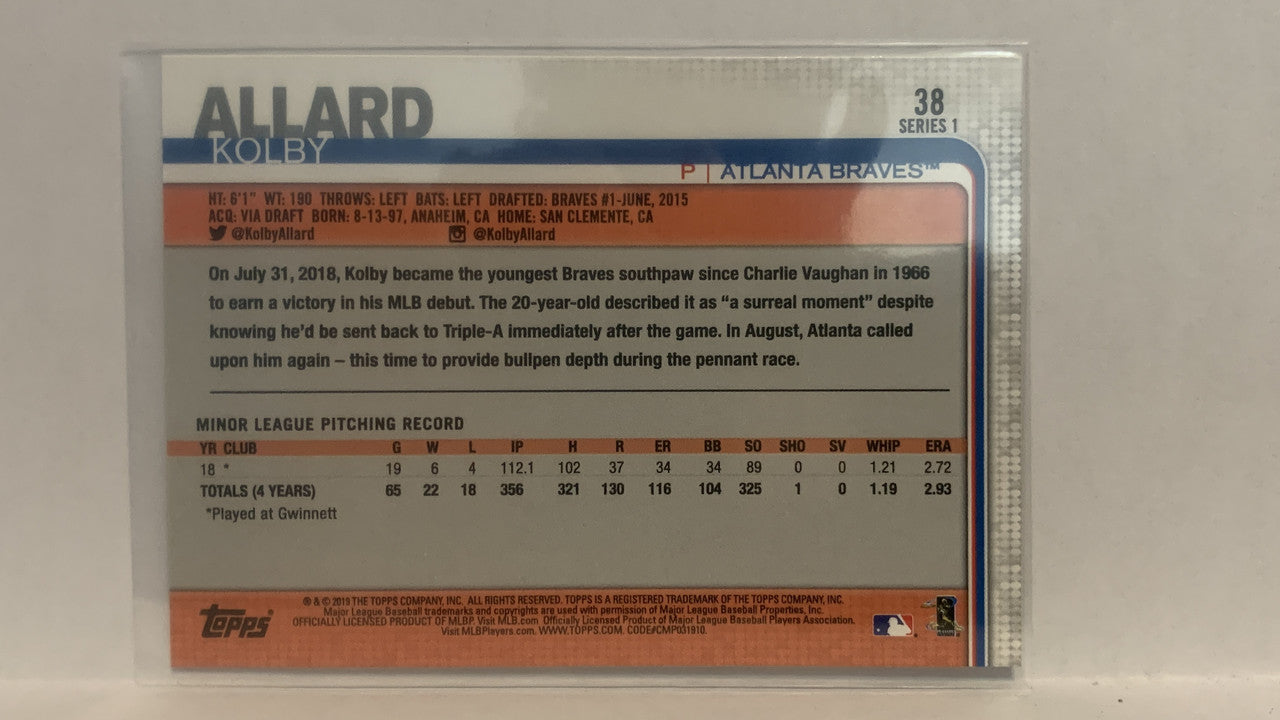 ALLARD
KOLBY
38
SERIES 1
P | ATLANTA BRAVES™
HT: 6'1" WT: 190 THROWS: LEFT BATS: LEFT DRAFTED: BRAVES #1-JUNE, 2015
ACQ: VIA DRAFT BORN: 8-13-97, ANAHEIM, CA HOME: SAN CLEMENTE, CA
@KolbyAllard @KolbyAllard
On July 31, 2018, Kolby became the youngest Braves southpaw since Charlie Vaughan in 1966
to earn a victory in his MLB debut. The 20-year-old described it as “a surreal moment” despite
knowing he’d be sent back to Triple-A immediately after the game. In August, Atlanta called
upon him again – this time to provide bullpen depth during the pennant race.
MINOR LEAGUE PITCHING RECORD
YR CLUB G W L IP H R ER BB SO SHO SV WHIP ERA
18 * 19 6 4 112.1 102 37 34 34 89 0 0 1.21 2.72
TOTALS (4 YEARS) 65 22 18 356 321 130 116 104 325 1 0 1.19 2.93
*Played at Gwinnett
Topps
® & © 2019 THE TOPPS COMPANY, INC. ALL RIGHTS RESERVED. TOPPS IS A REGISTERED TRADEMARK OF THE TOPPS COMPANY, INC.
Major League Baseball trademarks and copyrights are used with permission of Major League Baseball Properties, Inc.
OFFICIALLY LICENSED PRODUCT OF MLBP. Visit MLB.com Officially Licensed Product of Major League Baseball Players Association.
Visit MLBPlayers.com. WWW.TOPPS.COM. CODE#CMP031910.